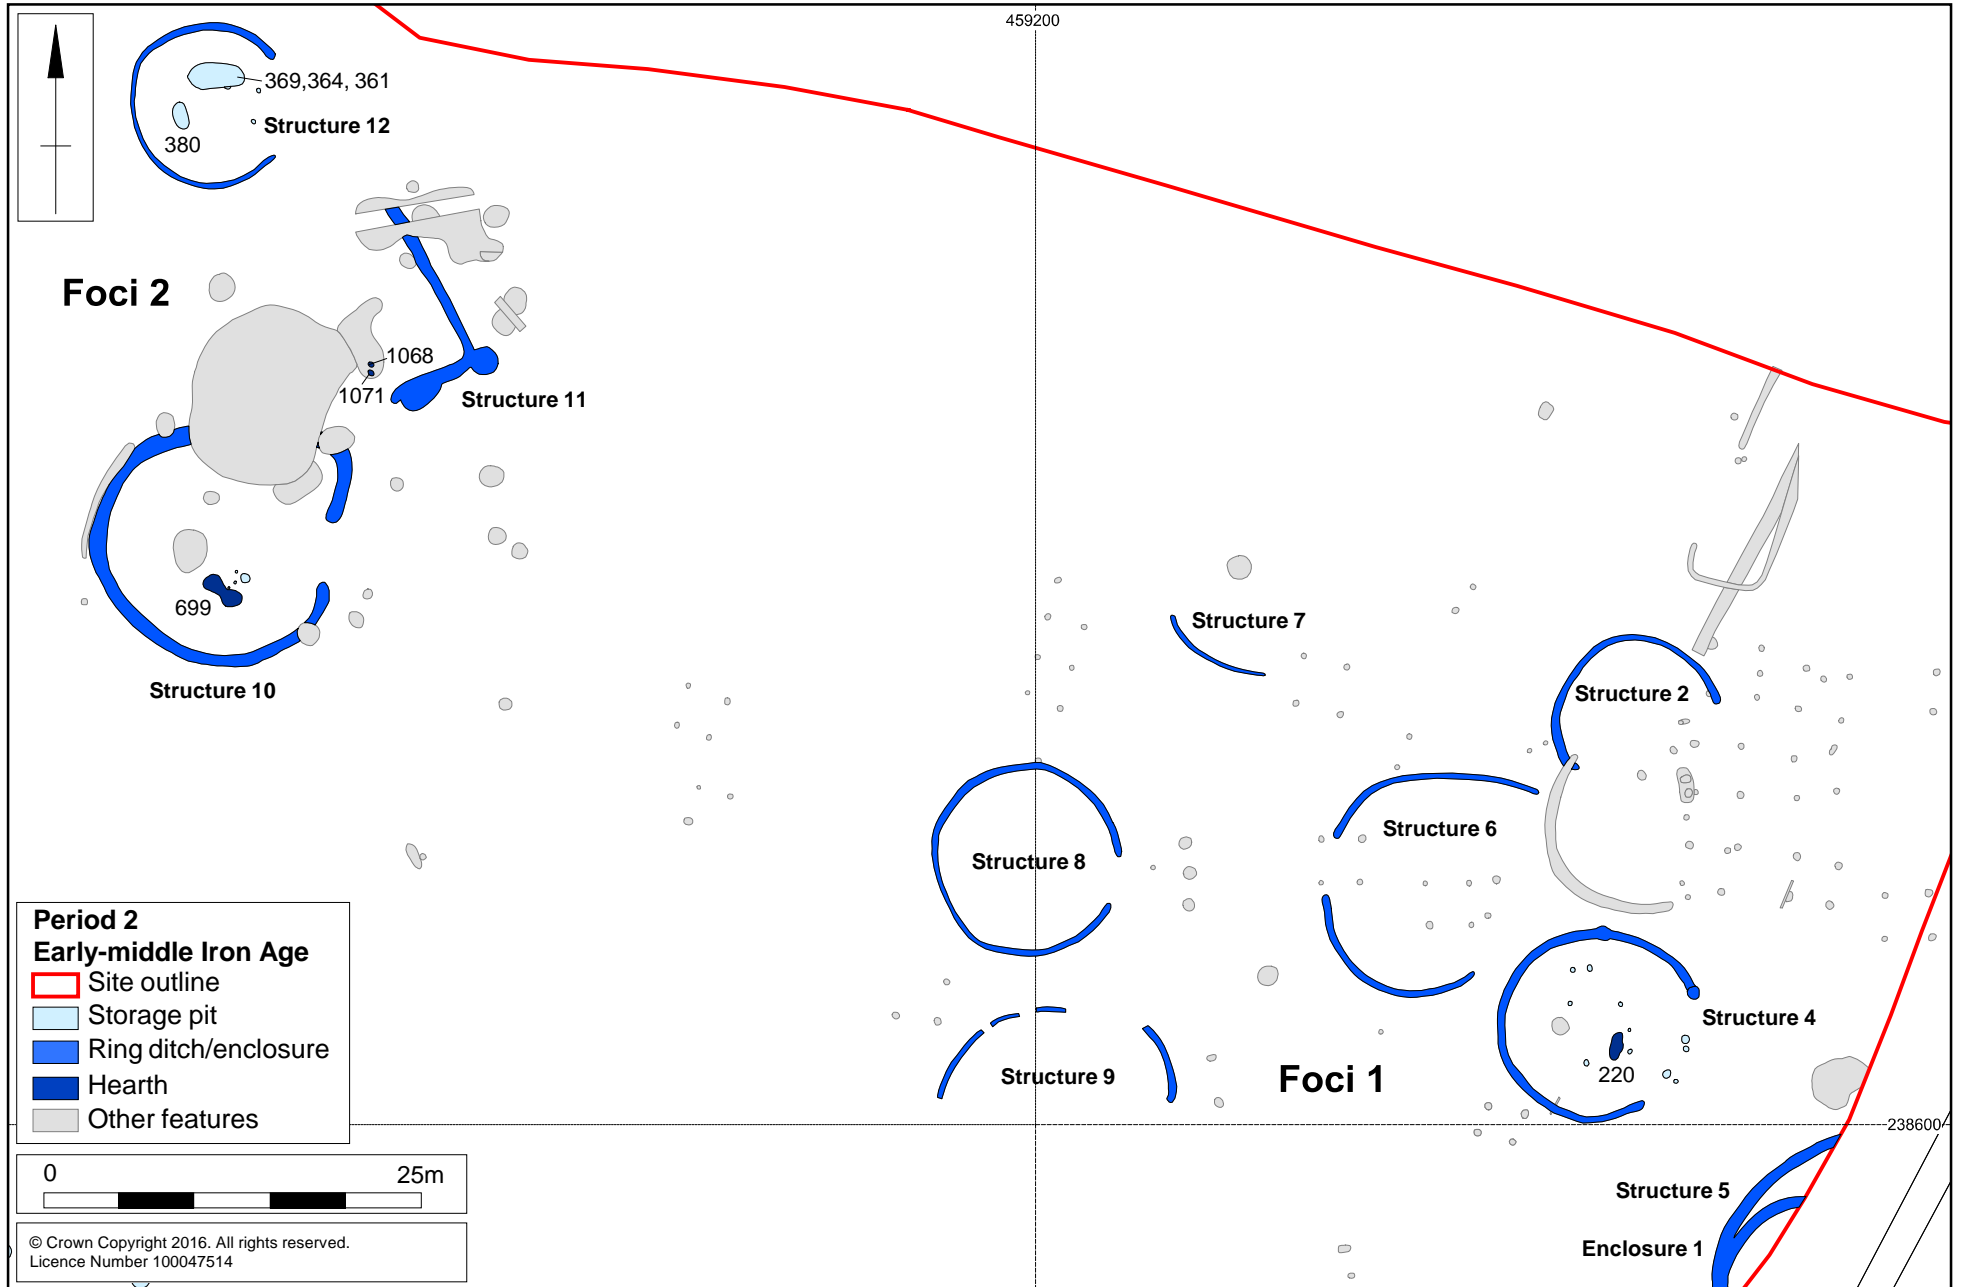 459200
369,364, 361
Structure 12
380
Foci 2
1068
1071
Structure 11
699
Structure 10
Structure 7
Structure 2
Structure 6
Structure 8
Structure 4
Structure 9
Foci 1
220
238600
Structure 5
Enclosure 1
Period 2
Early-middle Iron Age
Site outline
Storage pit
Ring ditch/enclosure
Hearth
Other features
0 25m
© Crown Copyright 2016. All rights reserved.
Licence Number 100047514